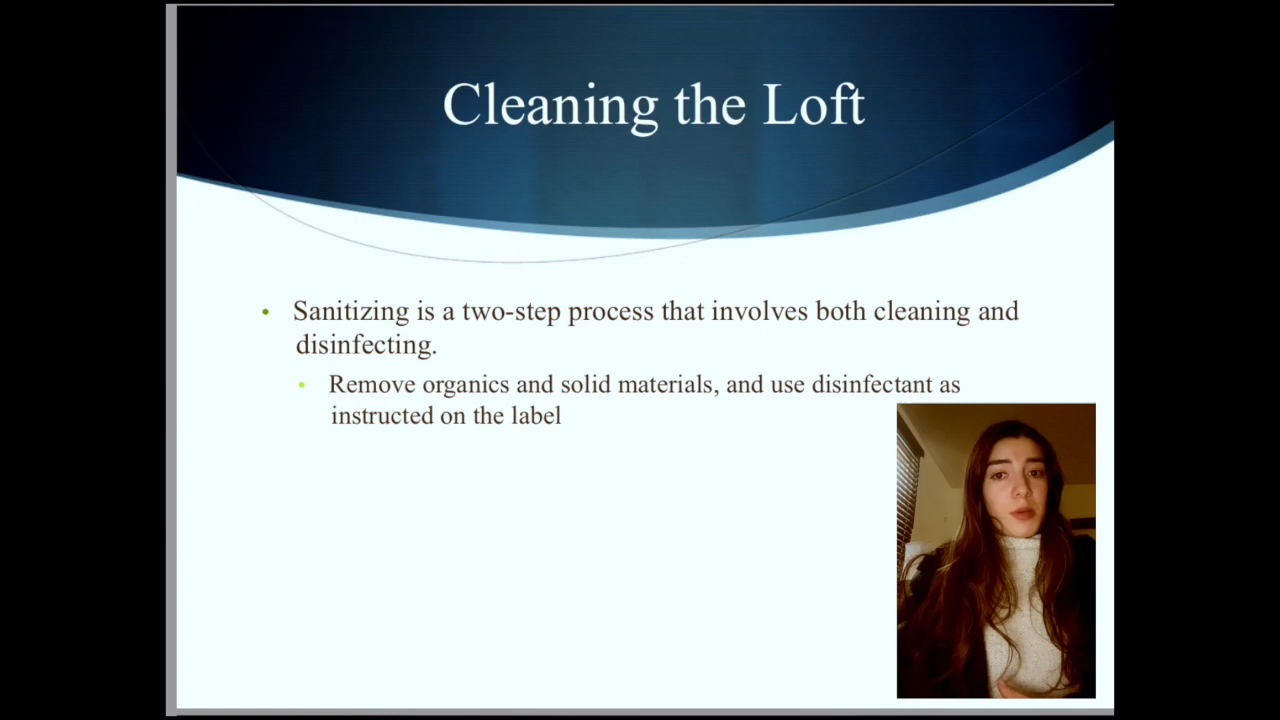 Cleaning the Loft
• Sanitizing is a two-step process that involves both cleaning and
disinfecting.
• Remove organics and solid materials, and use disinfectant as
instructed on the label